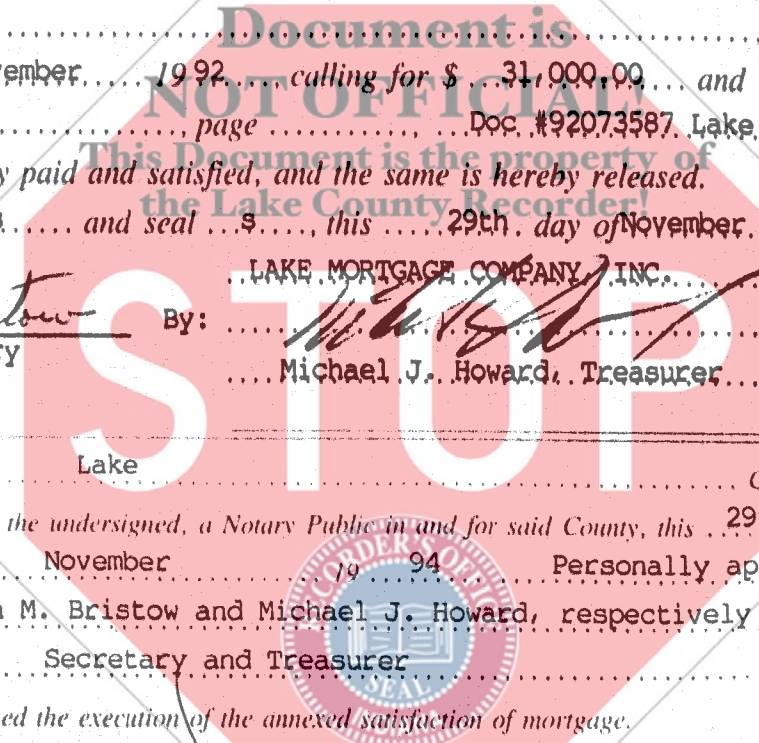 Document is
ember 19 92 calling for $ 31,000.00 and
NOT OFFICIAL!
page Doc #92073587 Lake
This Document is the property of
y paid and satisfied, and the same is hereby released.
the Lake County Recorder!
and seal s, this 29th day of November
LAKE MORTGAGE COMPANY, INC.
tow By:
y
Michael J. Howard, Treasurer
STOP
Lake
the undersigned, a Notary Public in and for said County, this 29
November 19 94 Personally ap
RECORDER'S OFFICE
M. Bristow and Michael J. Howard, respectively
Secretary and Treasurer
SEAL
ed the execution of the annexed satisfaction of mortgage.